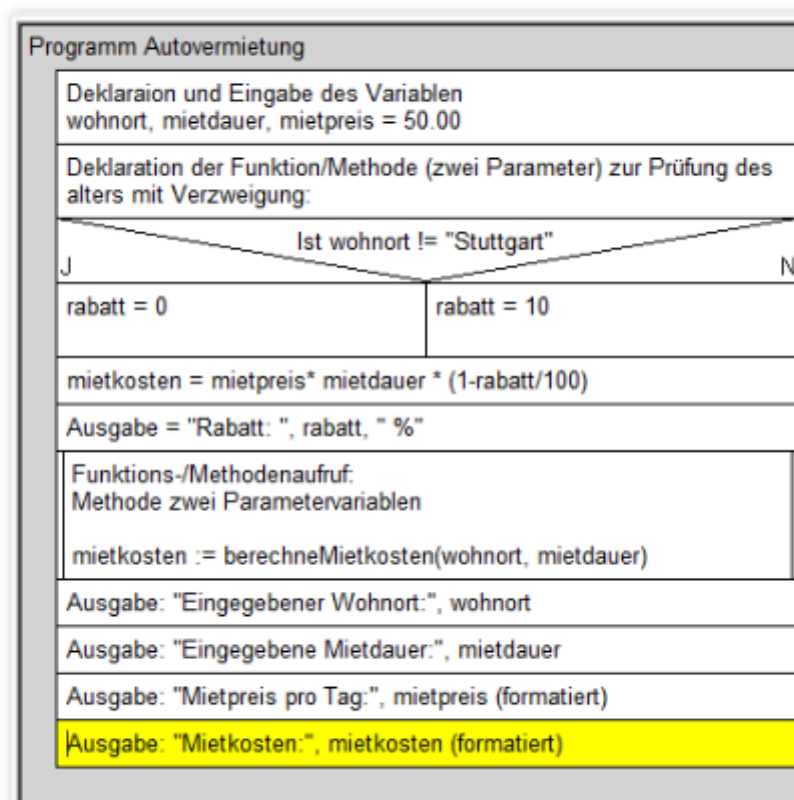 Programm Autovermietung
Deklaraion und Eingabe des Variablen
wohnort, mietdauer, mietpreis = 50.00
Deklaration der Funktion/Methode (zwei Parameter) zur Prüfung des
alters mit Verzweigung:
Ist wohnort != "Stuttgart"
J
N
rabatt = 0
rabatt = 10
mietkosten = mietpreis* mietdauer * (1-rabatt/100)
Ausgabe = "Rabatt: ", rabatt, " %"
Funktions-/Methodenaufruf:
Methode zwei Parametervariablen
mietkosten := berechneMietkosten(wohnort, mietdauer)
Ausgabe: "Eingegebener Wohnort:", wohnort
Ausgabe: "Eingegebene Mietdauer:", mietdauer
Ausgabe: "Mietpreis pro Tag:", mietpreis (formatiert)
Ausgabe: "Mietkosten:", mietkosten (formatiert)